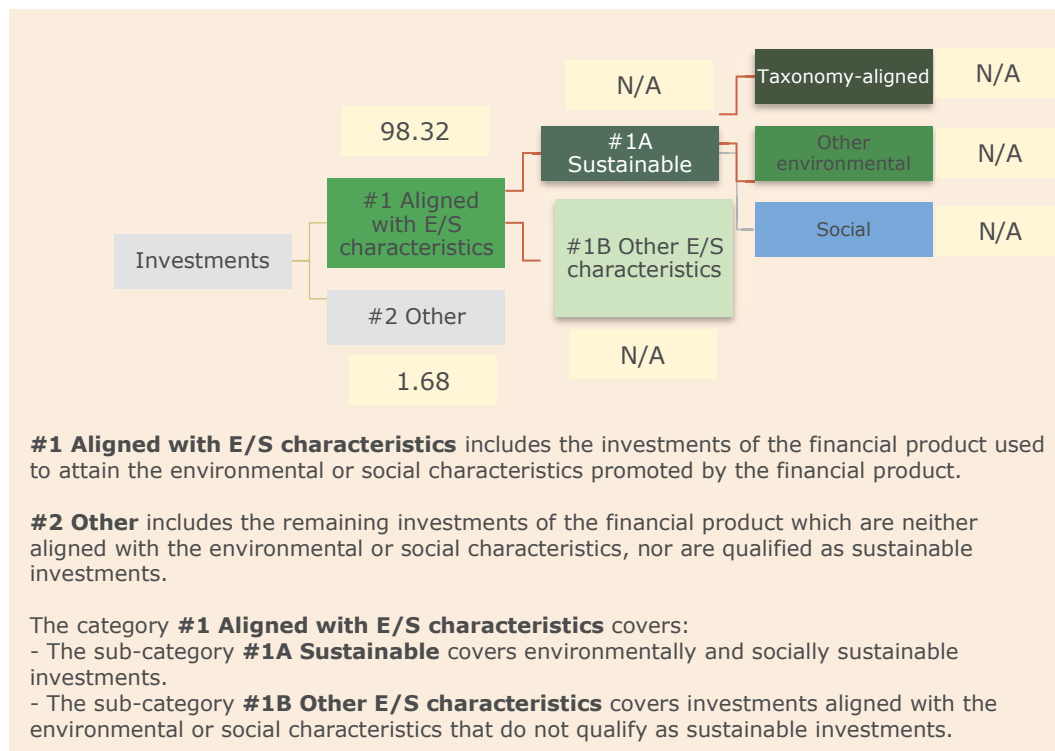 N/A
Taxonomy-aligned
N/A
98.32
#1A
Sustainable
Other
environmental
N/A
#1 Aligned
with E/S
characteristics
#1B Other E/S
characteristics
Social
N/A
Investments
#2 Other
N/A
1.68
#1 Aligned with E/S characteristics includes the investments of the financial product used
to attain the environmental or social characteristics promoted by the financial product.
#2 Other includes the remaining investments of the financial product which are neither
aligned with the environmental or social characteristics, nor are qualified as sustainable
investments.
The category #1 Aligned with E/S characteristics covers:
- The sub-category #1A Sustainable covers environmentally and socially sustainable
investments.
- The sub-category #1B Other E/S characteristics covers investments aligned with the
environmental or social characteristics that do not qualify as sustainable investments.